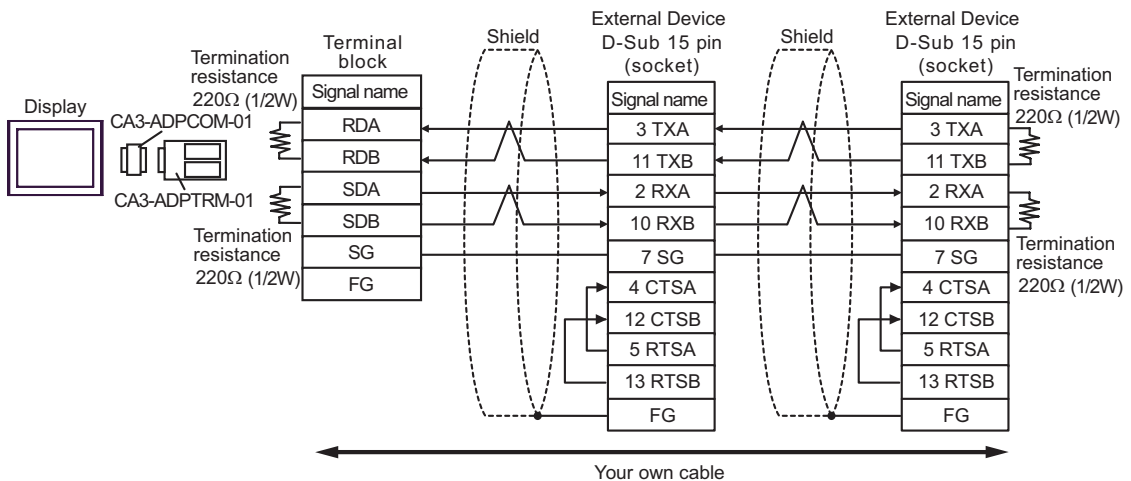 Display
CA3-ADPCOM-01
CA3-ADPTRM-01
Termination
resistance
220Ω (1/2W)
Termination
resistance
220Ω (1/2W)
Terminal
block
Signal name
RDA
RDB
SDA
SDB
SG
FG
Shield
External Device
D-Sub 15 pin
(socket)
Signal name
3 TXA
11 TXB
2 RXA
10 RXB
7 SG
4 CTSA
12 CTSB
5 RTSA
13 RTSB
FG
Shield
External Device
D-Sub 15 pin
(socket)
Signal name
3 TXA
11 TXB
2 RXA
10 RXB
7 SG
4 CTSA
12 CTSB
5 RTSA
13 RTSB
FG
Termination
resistance
220Ω (1/2W)
Termination
resistance
220Ω (1/2W)
Your own cable